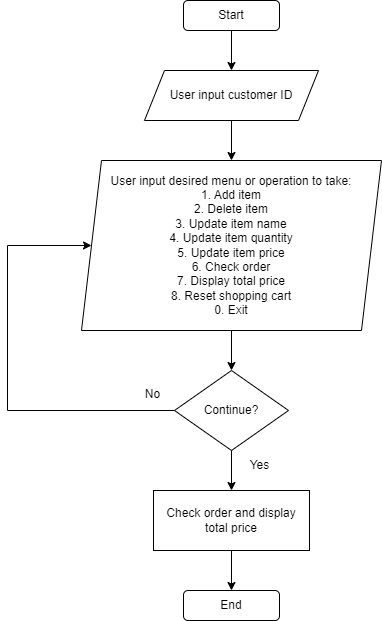 Start
User input customer ID
User input desired menu or operation to take:
1. Add item
2. Delete item
3. Update item name
4. Update item quantity
5. Update item price
6. Check order
7. Display total price
8. Reset shopping cart
0. Exit
No
Continue?
Yes
Check order and display
total price
End